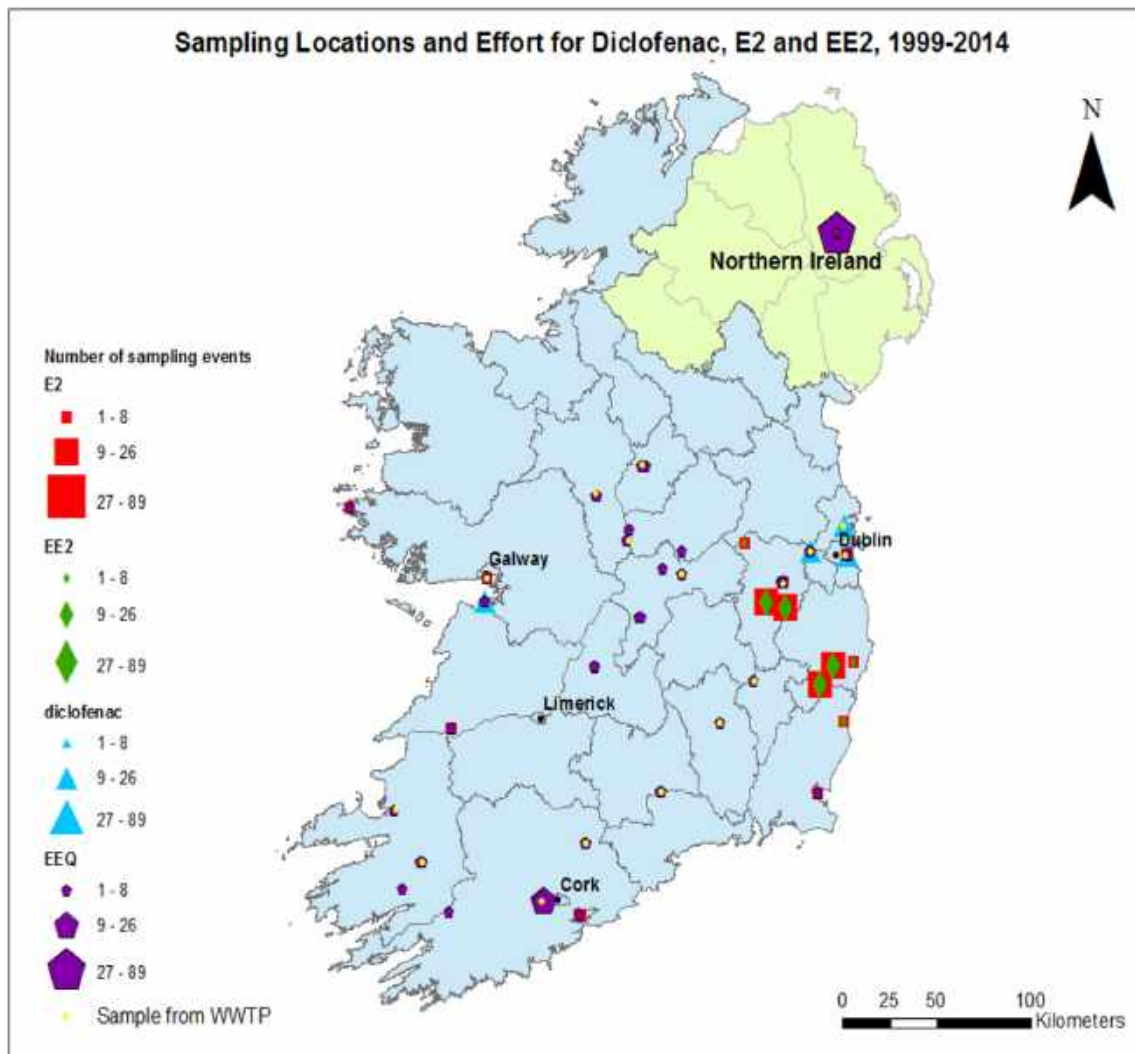 Sampling Locations and Effort for Diclofenac, E2 and EE2, 1999-2014
N
Northern Ireland
Number of sampling events
E2
1 - 8
9 - 26
27 - 89
EE2
1 - 8
9 - 26
27 - 89
diclofenac
1 - 8
9 - 26
27 - 89
EEQ
1 - 8
9 - 26
27 - 89
Sample from WWTP
Dublin
Galway
Limerick
Cork
0 25 50 100
Kilometers